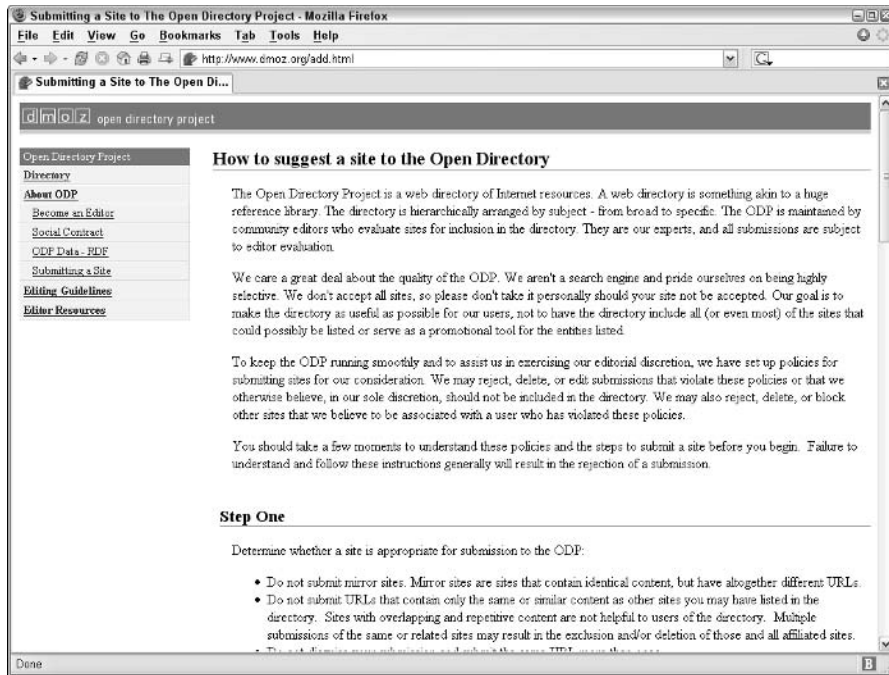 Submitting a Site to The Open Directory Project - Mozilla Firefox
File Edit View Go Bookmarks Tab Tools Help
http://www.dmoz.org/add.html
G
Submitting a Site to The Open Di...
dmoz open directory project
Open Directory Project
Directory
About ODP
Become an Editor
Social Contract
ODP Data - RDF
Submitting a Site
Editing Guidelines
Editor Resources
How to suggest a site to the Open Directory
The Open Directory Project is a web directory of Internet resources. A web directory is something akin to a huge
reference library. The directory is hierarchically arranged by subject - from broad to specific. The ODP is maintained by
community editors who evaluate sites for inclusion in the directory. They are our experts, and all submissions are subject
to editor evaluation.
We care a great deal about the quality of the ODP. We aren't a search engine and pride ourselves on being highly
selective. We don't accept all sites, so please don't take it personally should your site not be accepted. Our goal is to
make the directory as useful as possible for our users, not to have the directory include all (or even most) of the sites that
could possibly be listed or serve as a promotional tool for the entities listed.
To keep the ODP running smoothly and to assist us in exercising our editorial discretion, we have set up policies for
submitting sites for our consideration. We may reject, delete, or edit submissions that violate these policies or that we
otherwise believe, in our sole discretion, should not be included in the directory. We may also reject, delete, or block
other sites that we believe to be associated with a user who has violated these policies.
You should take a few moments to understand these policies and the steps to submit a site before you begin. Failure to
understand and follow these instructions generally will result in the rejection of a submission.
Step One
Determine whether a site is appropriate for submission to the ODP:
• Do not submit mirror sites. Mirror sites are sites that contain identical content, but have altogether different URLs.
• Do not submit URLs that contain only the same or similar content as other sites you may have listed in the
directory. Sites with overlapping and repetitive content are not helpful to users of the directory. Multiple
submissions of the same or related sites may result in the exclusion and/or deletion of those and all affiliated sites.
Done
B